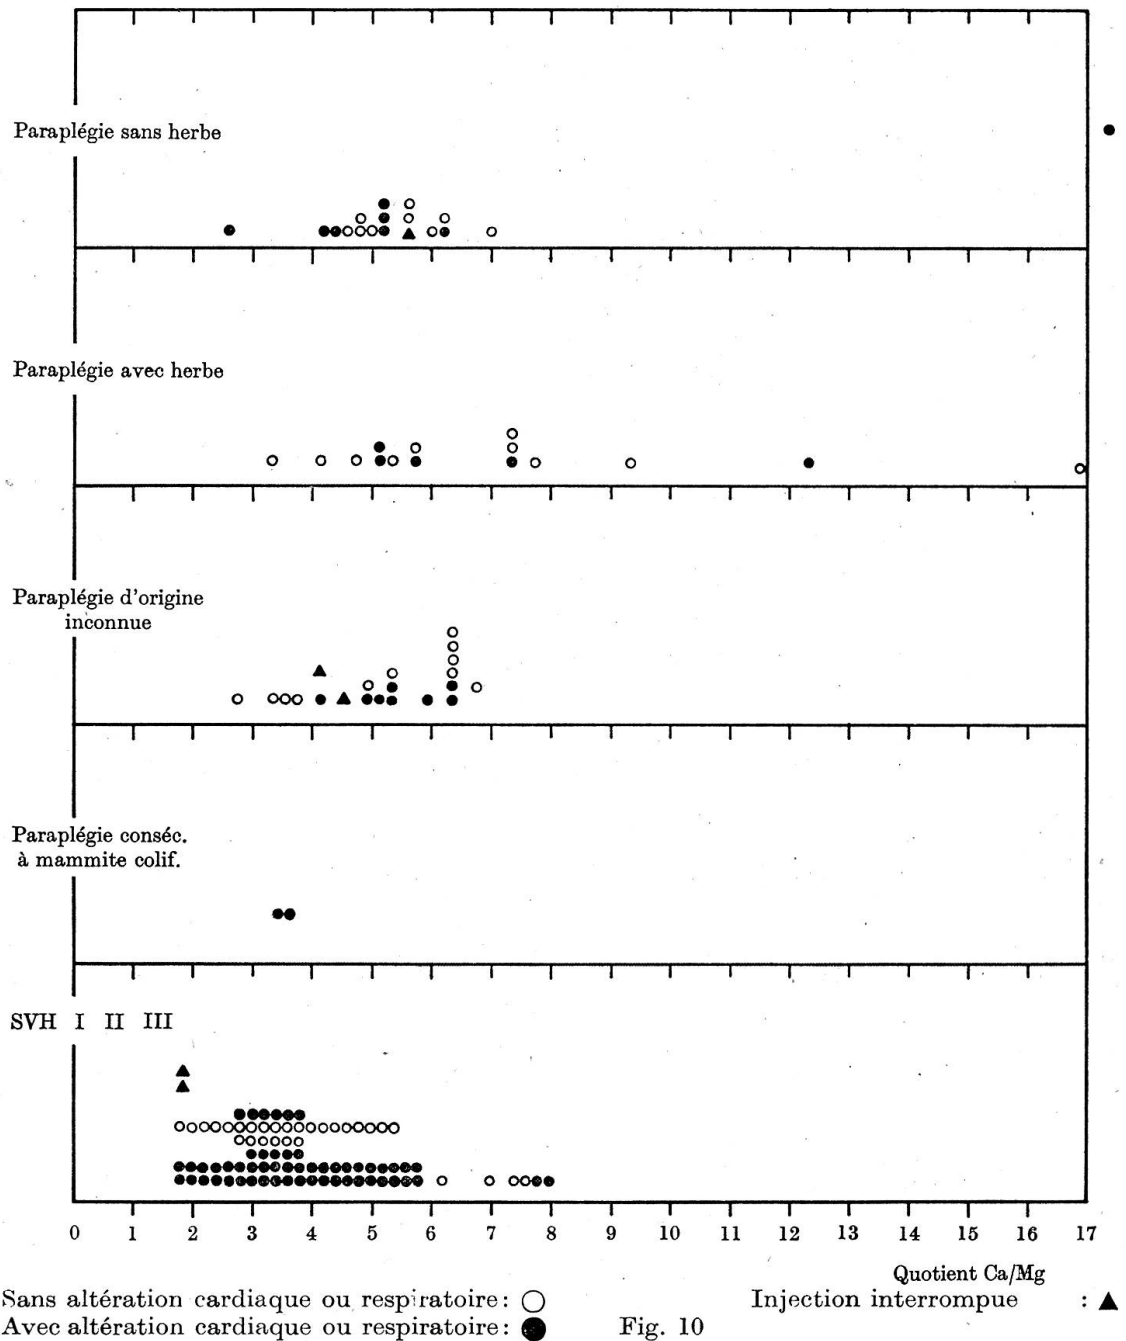 Paraplégie sans herbe
Paraplégie avec herbe
Paraplégie d'origine
inconnue
Paraplégie conséc.
à mammite colif.
SVH I II III
0 1 2 3 4 5 6 7 8 9 10 11 12 13 14 15 16 17
Quotient Ca/Mg
Sans altération cardiaque ou respiratoire: ○ Injection interrompue : ▲
Avec altération cardiaque ou respiratoire: ● Fig. 10